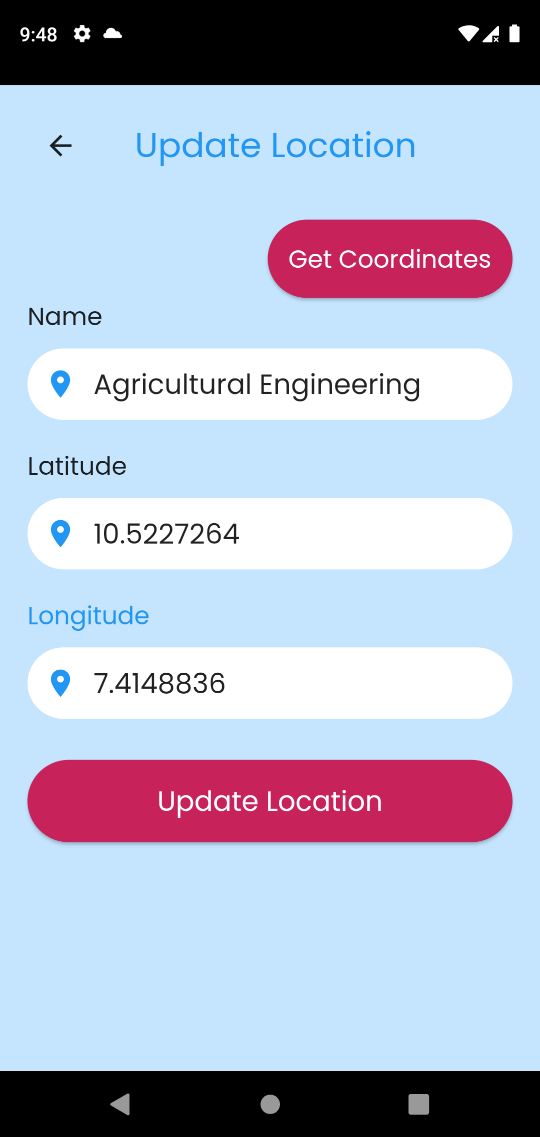 9:48
Update Location
Get Coordinates
Name
Agricultural Engineering
Latitude
10.5227264
Longitude
7.4148836
Update Location